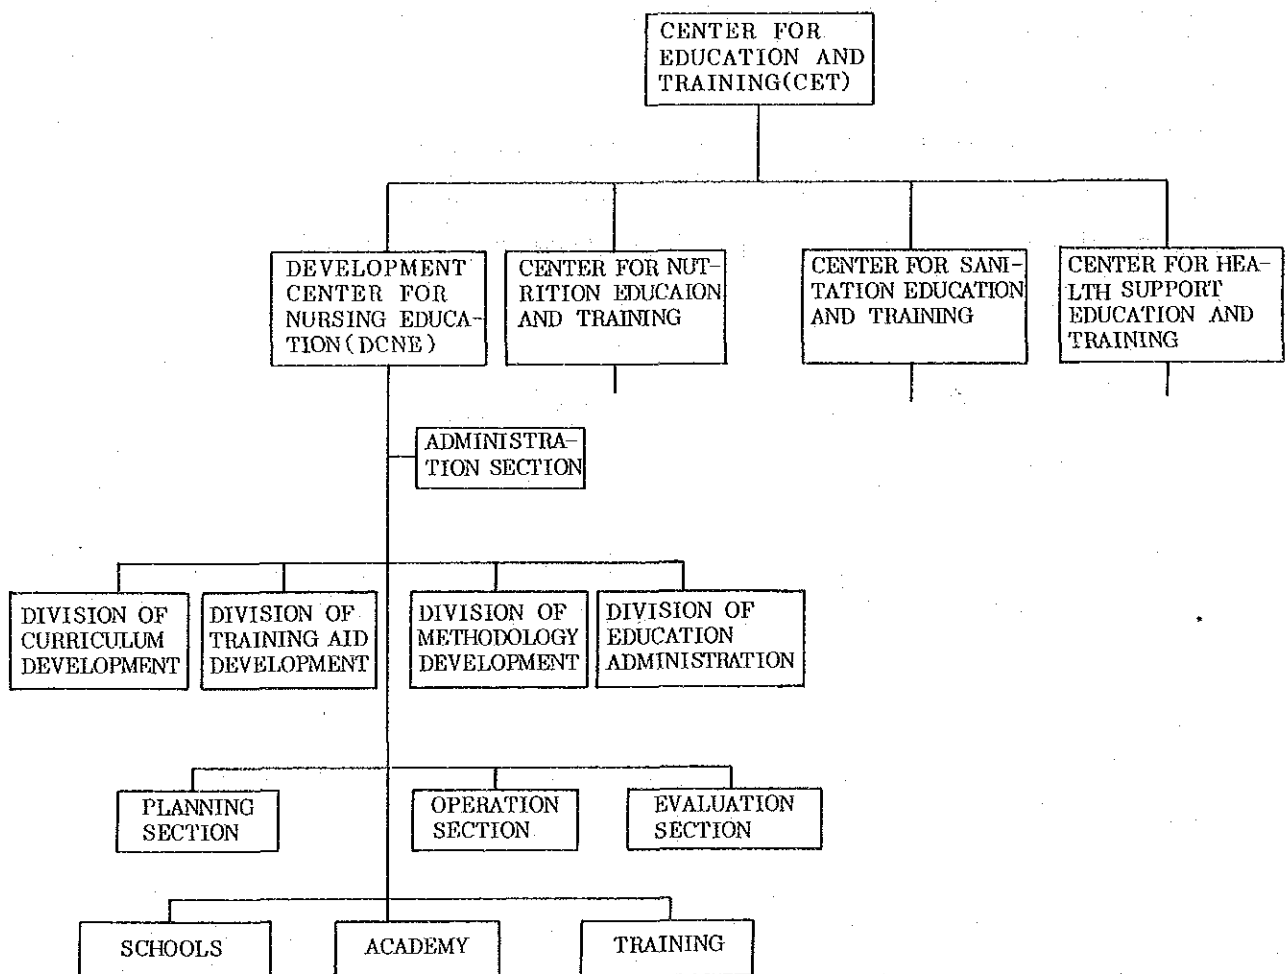 CENTER FOR
EDUCATION AND
TRAINING(CET)
DEVELOPMENT
CENTER FOR
NURSING EDUCA-
TION(DCNE)
CENTER FOR NUT-
RITION EDUCAION
AND TRAINING
CENTER FOR SANI-
TATION EDUCATION
AND TRAINING
CENTER FOR HEA-
LTH SUPPORT
EDUCATION AND
TRAINING
ADMINISTRA-
TION SECTION
DIVISION OF
CURRICULUM
DEVELOPMENT
DIVISION OF
TRAINING AID
DEVELOPMENT
DIVISION OF
METHODOLOGY
DEVELOPMENT
DIVISION OF
EDUCATION
ADMINISTRATION
PLANNING
SECTION
OPERATION
SECTION
EVALUATION
SECTION
SCHOOLS
ACADEMY
TRAINING